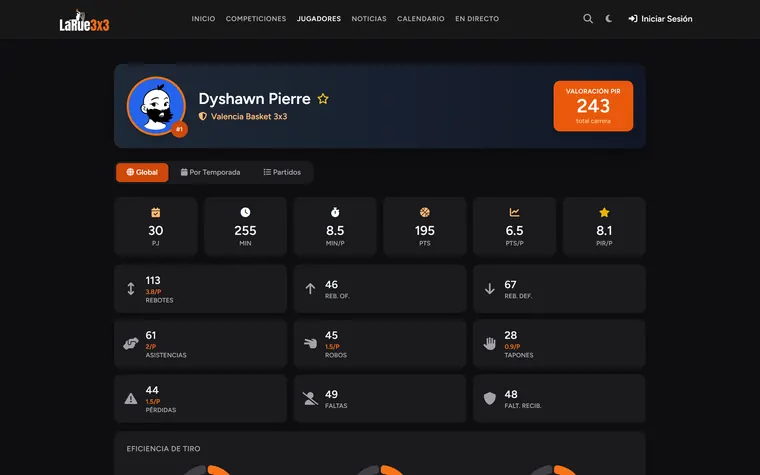 LaRue3x3
INICIO COMPETICIONES JUGADORES NOTICIAS CALENDARIO EN DIRECTO
Iniciar Sesión
Dyshawn Pierre
Valencia Basket 3x3
#1
VALORACIÓN PIR
243
total carrera
Global Por Temporada Partidos
30
PJ
255
MIN
8.5
MIN/P
195
PTS
6.5
PTS/P
8.1
PIR/P
113
3.8/P
REBOTES
46
REB. OF.
67
REB. DEF.
61
2/P
ASISTENCIAS
45
1.5/P
ROBOS
28
0.9/P
TAPONES
44
1.5/P
PÉRDIDAS
49
FALTAS
48
FALT. RECIB.
EFICIENCIA DE TIRO